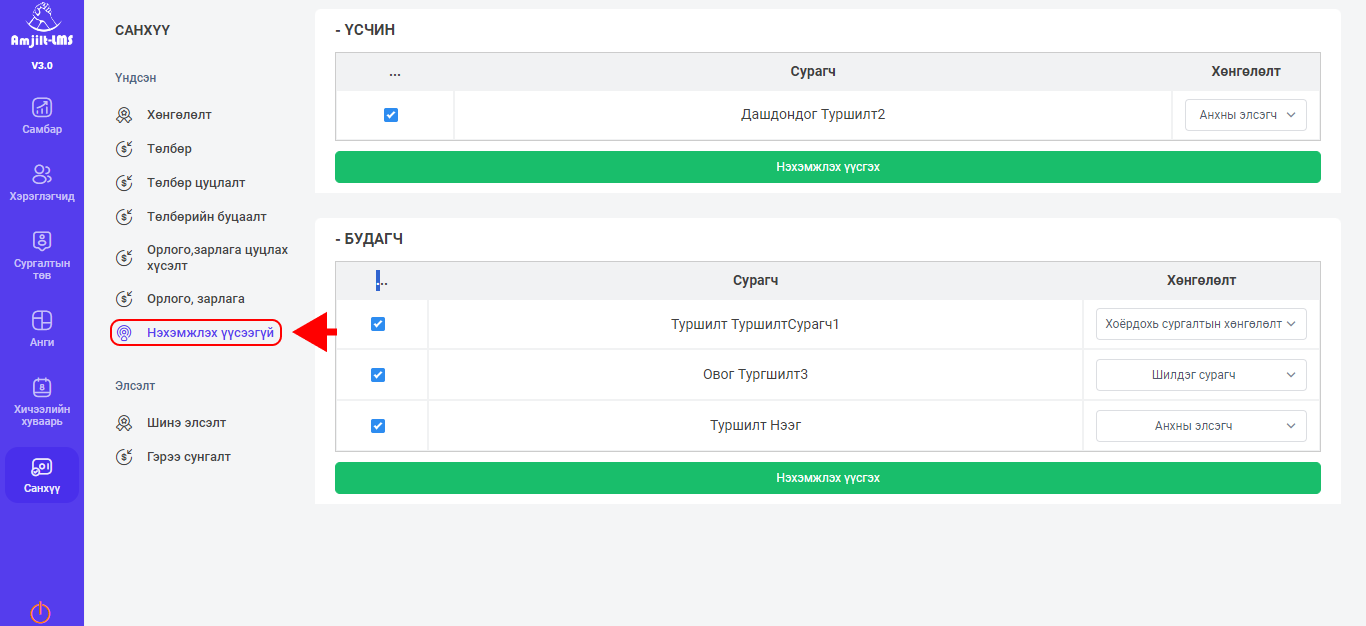 Amjilt-LMS
V3.0
Самбар
Хэрэглэгчид
Сургалтын
төв
Анги
8
Хичээлийн
хуваарь
Санхүү
САНХҮҮ
Үндсэн
Хөнгөлөлт
Төлбөр
Төлбөр цуцлалт
Төлбөрийн буцаалт
Орлого,зарлага цуцлах
хүсэлт
Орлого, зарлага
Нэхэмжлэх үүсээгүй
Элсэлт
Шинэ элсэлт
Гэрээ сунгалт
- ҮСЧИН
... Сурагч Хөнгөлөлт
Дашдондог Туршилт2 Анхны элсэгч
Нэхэмжлэх үүсгэх
- БУДАГЧ
... Сурагч Хөнгөлөлт
Туршилт ТуршилтСурагч1 Хоёрдохь сургалтын хөнгөлөлт
Овог Тургшилт3 Шилдэг сурагч
Туршилт Нээг Анхны элсэгч
Нэхэмжлэх үүсгэх